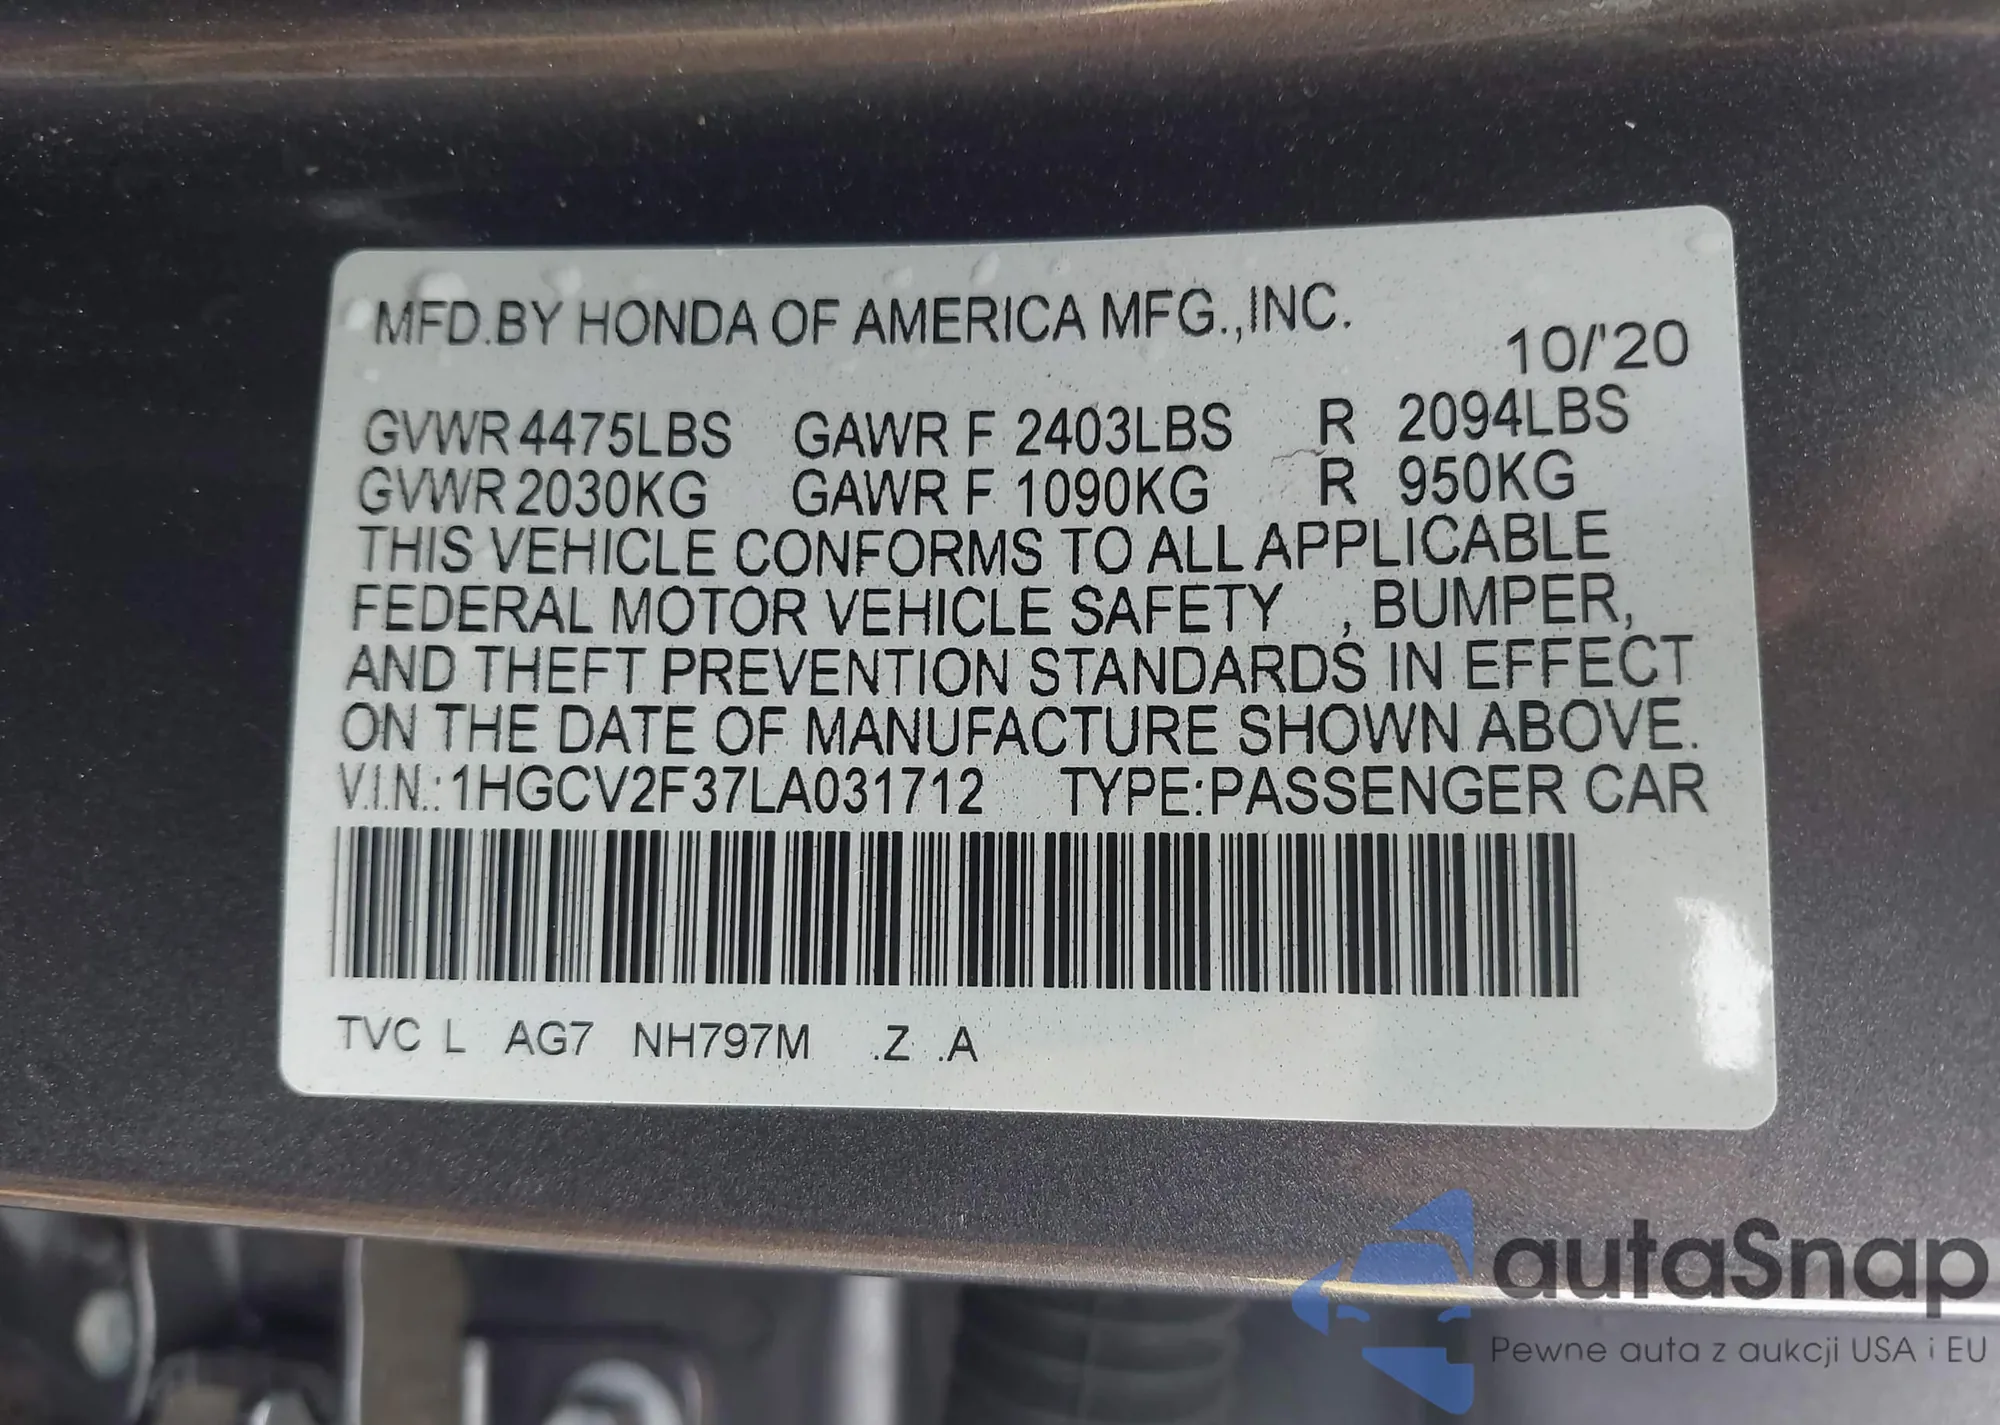 MFD.BY HONDA OF AMERICA MFG.,INC.
10/'20
GVWR 4475LBS GAWR F 2403LBS R 2094LBS
GVWR 2030KG GAWR F 1090KG R 950KG
THIS VEHICLE CONFORMS TO ALL APPLICABLE
FEDERAL MOTOR VEHICLE SAFETY , BUMPER,
AND THEFT PREVENTION STANDARDS IN EFFECT
ON THE DATE OF MANUFACTURE SHOWN ABOVE.
V.I.N.: 1HGCV2F37LA031712 TYPE:PASSENGER CAR
TVC L AG7 NH797M .Z .A
autaSnap
Pewne auta z aukcji USA i EU